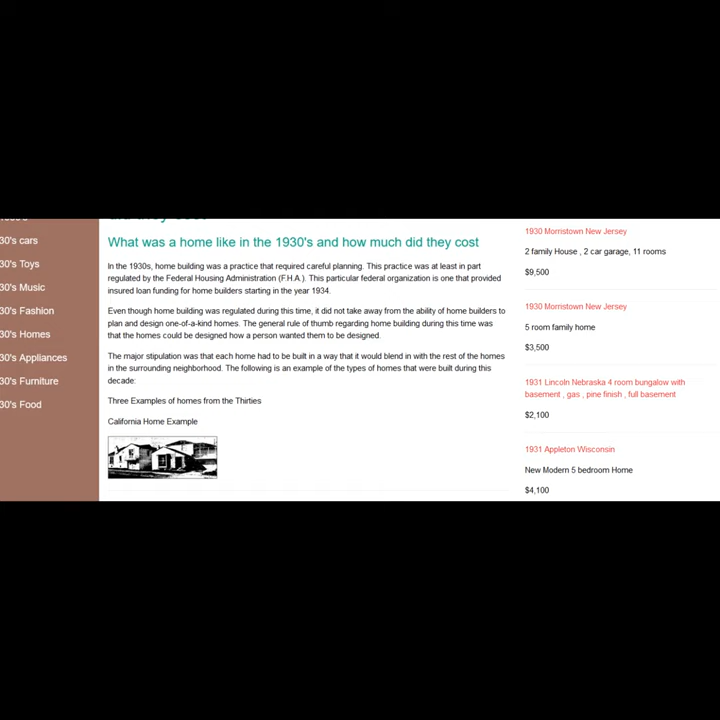 30's cars
30's Toys
30's Music
30's Fashion
30's Homes
30's Appliances
30's Furniture
30's Food
What was a home like in the 1930's and how much did they cost
In the 1930s, home building was a practice that required careful planning. This practice was at least in part
regulated by the Federal Housing Administration (F.H.A.). This particular federal organization is one that provided
insured loan funding for home builders starting in the year 1934.
Even though home building was regulated during this time, it did not take away from the ability of home builders to
plan and design one-of-a-kind homes. The general rule of thumb regarding home building during this time was
that the homes could be designed how a person wanted them to be designed.
The major stipulation was that each home had to be built in a way that it would blend in with the rest of the homes
in the surrounding neighborhood. The following is an example of the types of homes that were built during this
decade:
Three Examples of homes from the Thirties
California Home Example
1930 Morristown New Jersey
2 family House , 2 car garage, 11 rooms
$9,500
1930 Morristown New Jersey
5 room family home
$3,500
1931 Lincoln Nebraska 4 room bungalow with
basement , gas , pine finish , full basement
$2,100
1931 Appleton Wisconsin
New Modern 5 bedroom Home
$4,100